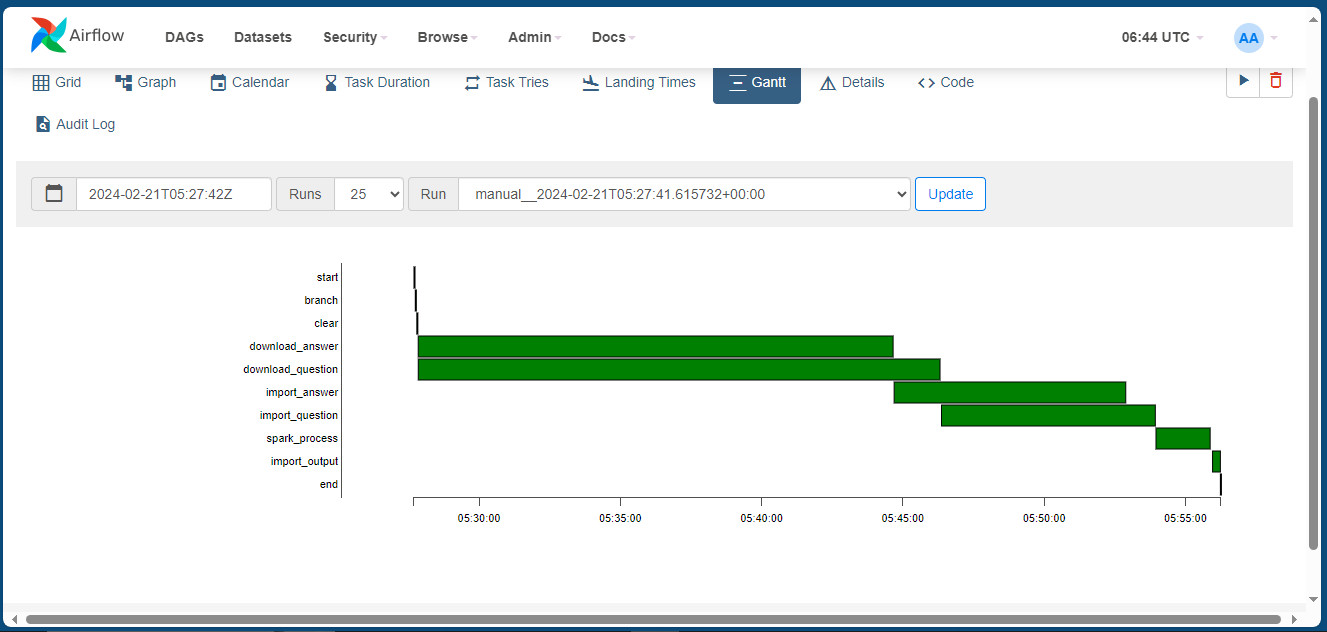 Airflow DAGs Datasets Security Browse Admin Docs 06:44 UTC AA
Grid Graph Calendar Task Duration Task Tries Landing Times Gantt Details Code
Audit Log
2024-02-21T05:27:42Z Runs 25 Run manual__2024-02-21T05:27:41.615732+00:00 Update
start
branch
clear
download_answer
download_question
import_answer
import_question
spark_process
import_output
end
05:30:00 05:35:00 05:40:00 05:45:00 05:50:00 05:55:00